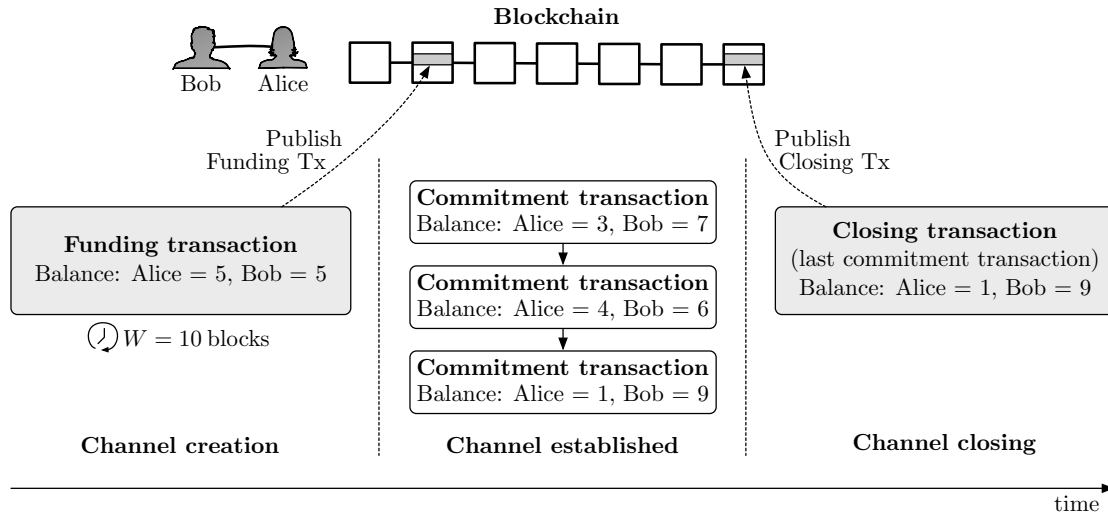 Blockchain
Bob
Alice
Publish
Funding Tx
Publish
Closing Tx
Funding transaction
Balance: Alice = 5, Bob = 5
W = 10 blocks
Commitment transaction
Balance: Alice = 3, Bob = 7
Commitment transaction
Balance: Alice = 4, Bob = 6
Commitment transaction
Balance: Alice = 1, Bob = 9
Closing transaction
(last commitment transaction)
Balance: Alice = 1, Bob = 9
Channel creation
Channel established
Channel closing
time